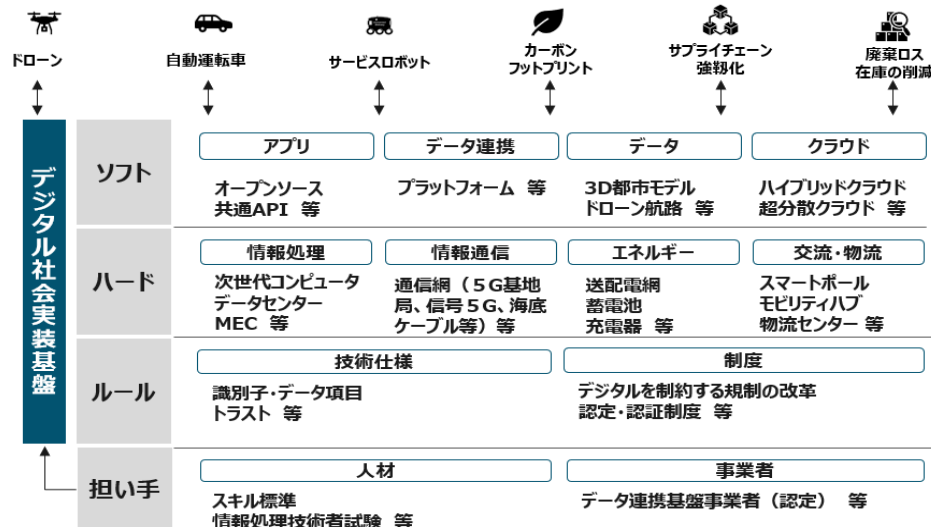 ドローン
自動運転車
サービスロボット
カーボン
フットプリント
サプライチェーン
強靱化
廃棄ロス
在庫の削減
デジタル社会実装基盤
ソフト
アプリ
オープンソース
共通API 等
データ連携
プラットフォーム 等
データ
3D都市モデル
ドローン航路 等
クラウド
ハイブリッドクラウド
超分散クラウド 等
ハード
情報処理
次世代コンピュータ
データセンター
MEC 等
情報通信
通信網（5G基地
局、信号5G、海底
ケーブル等）等
エネルギー
送配電網
蓄電池
充電器 等
交流・物流
スマートポール
モビリティハブ
物流センター 等
ルール
技術仕様
識別子・データ項目
トラスト 等
制度
デジタルを制約する規制の改革
認定・認証制度 等
担い手
人材
スキル標準
情報処理技術者試験 等
事業者
データ連携基盤事業者（認定） 等